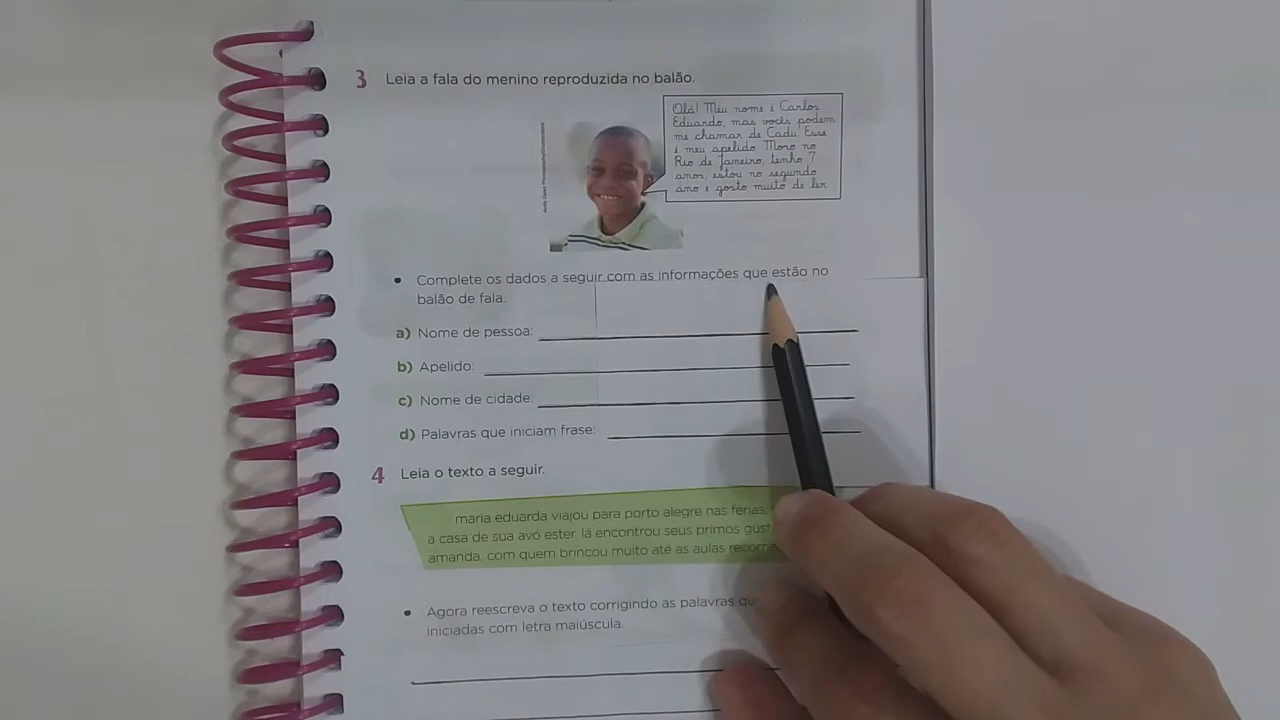 3 Leia a fala do menino reproduzida no balão.
Olá! Meu nome é Carlos
Eduardo, mas vocês podem
me chamar de Cadu! Esse
é meu apelido Moro no
Rio de Janeiro, tenho 7
anos, estou no segundo
ano e gosto muito de ler
• Complete os dados a seguir com as informações que estão no
balão de fala.
a) Nome de pessoa:
b) Apelido:
c) Nome de cidade:
d) Palavras que iniciam frase:
4 Leia o texto a seguir.
maria eduarda viajou para porto alegre nas férias.
a casa de sua avó ester. lá encontrou seus primos gust
amanda, com quem brincou muito até as aulas recom
• Agora reescreva o texto corrigindo as palavras qu
iniciadas com letra maiúscula.